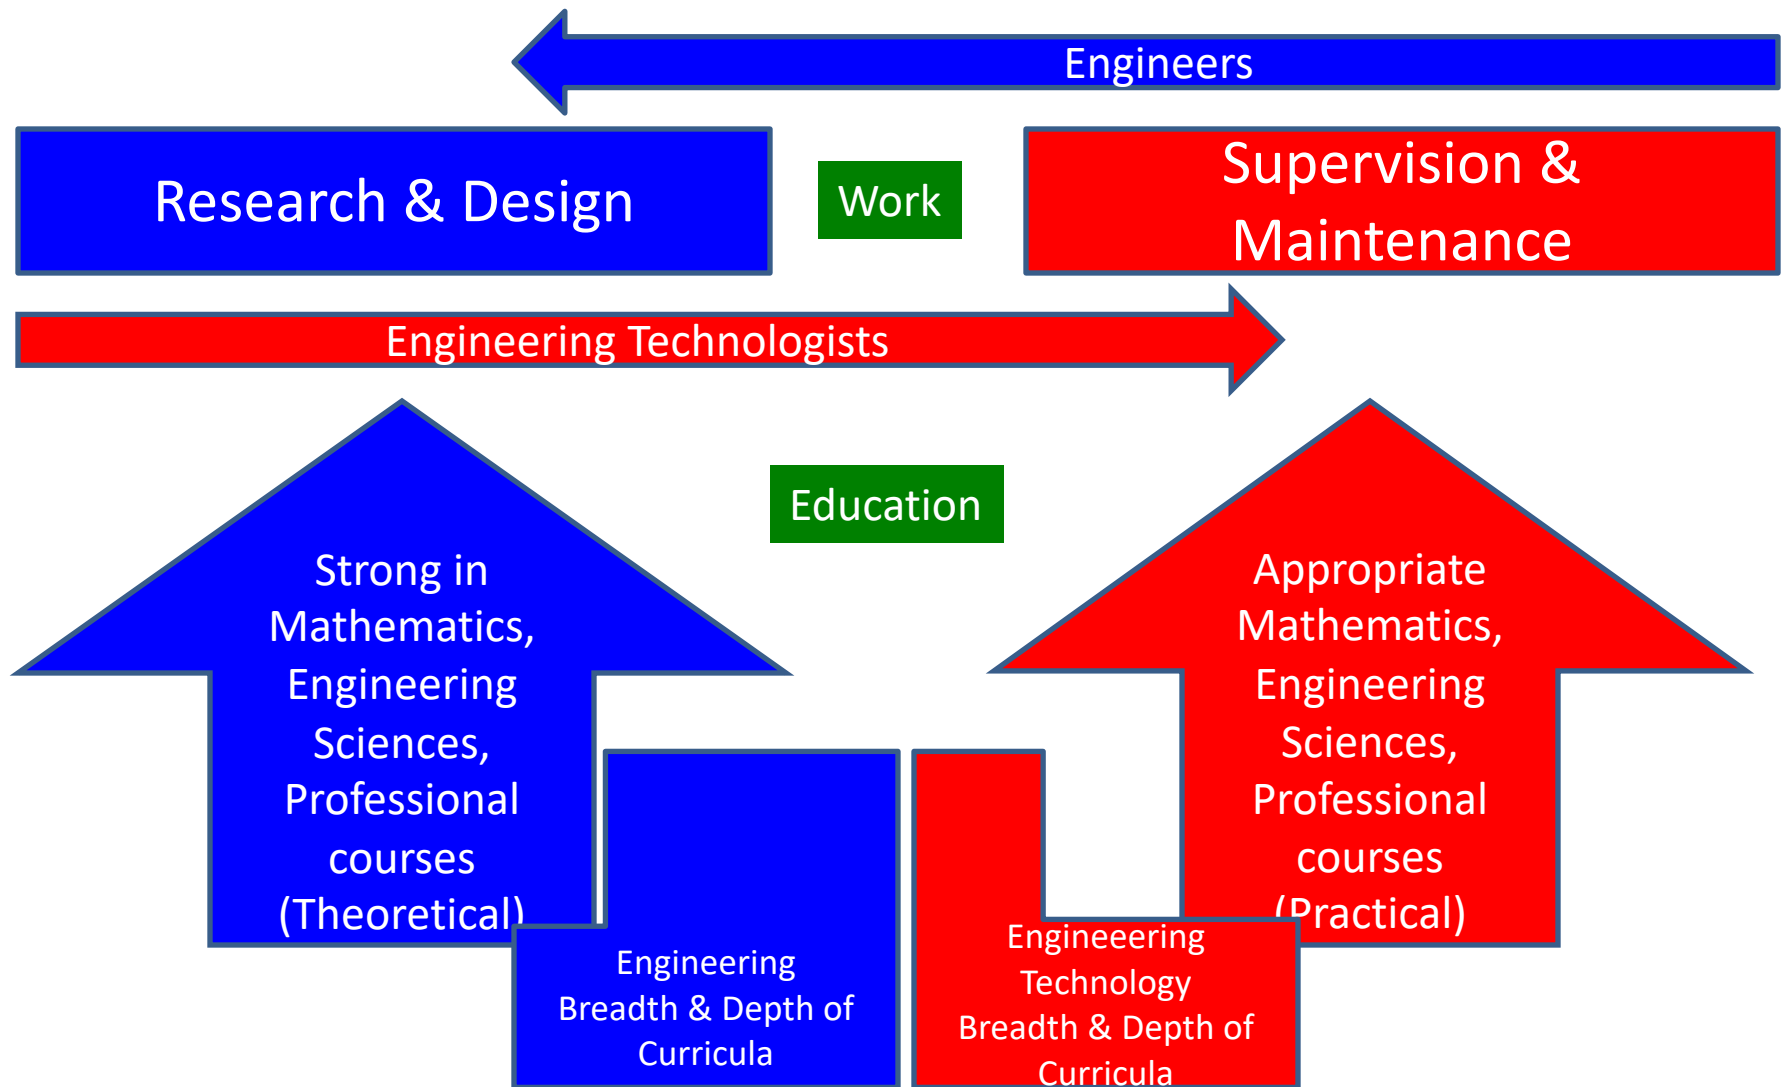 Engineers
Research & Design
Work
Supervision &
Maintenance
Engineering Technologists
Education
Strong in
Mathematics,
Engineering
Sciences,
Professional
courses
(Theoretical)
Appropriate
Mathematics,
Engineering
Sciences,
Professional
courses
(Practical)
Engineering
Breadth & Depth of
Curricula
Engineeering
Technology
Breadth & Depth of
Curricula